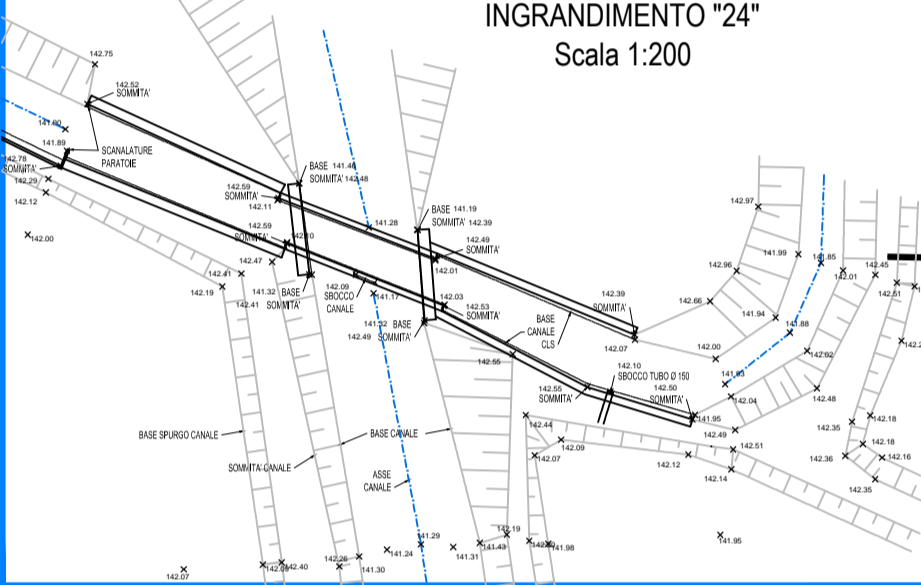 INGRANDIMENTO "24"
Scala 1:200
142.75
142.52
SOMMITA'
141.89
SCANALATURE
PARATOIE
142.78
SOMMITA'
142.29
142.12
142.00
BASE 141.46
SOMMITA' 142.48
142.59
SOMMITA'
142.11
141.28
BASE 141.19
SOMMITA' 142.39
142.59
SOMMITA'
142.49
SOMMITA'
142.01
142.47
142.41
142.19
142.41
141.32 BASE
SOMMITA'
142.09
SBOCCO
CANALE
141.17
142.03
142.53
SOMMITA'
142.49
BASE
SOMMITA'
BASE
CANALE
CLS
142.39
SOMMITA'
142.07
142.97
142.96
142.66
141.99
141.85
142.01
142.45
142.51
141.94
141.88
142.00
142.55
142.10
SBOCCO TUBO Ø 150
142.55
SOMMITA'
142.50
SOMMITA'
141.95
142.04
142.48
142.49
142.51
142.44
142.09
142.07
142.12
142.14
142.35
142.18
142.18
142.36
142.16
142.35
BASE SPURGO CANALE
SOMMITA' CANALE
BASE CANALE
ASSE
CANALE
142.19
141.29
141.24
141.31
141.43
141.98
141.95
142.26
141.30
142.40
142.07